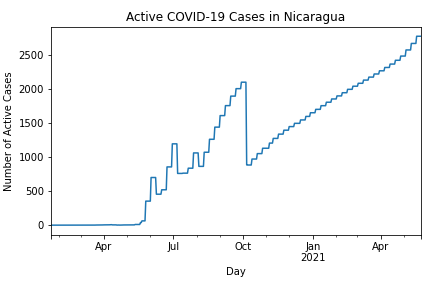 Active COVID-19 Cases in Nicaragua
Number of Active Cases
2500
2000
1500
1000
500
0
Apr
Jul
Oct
Jan
2021
Apr
Day